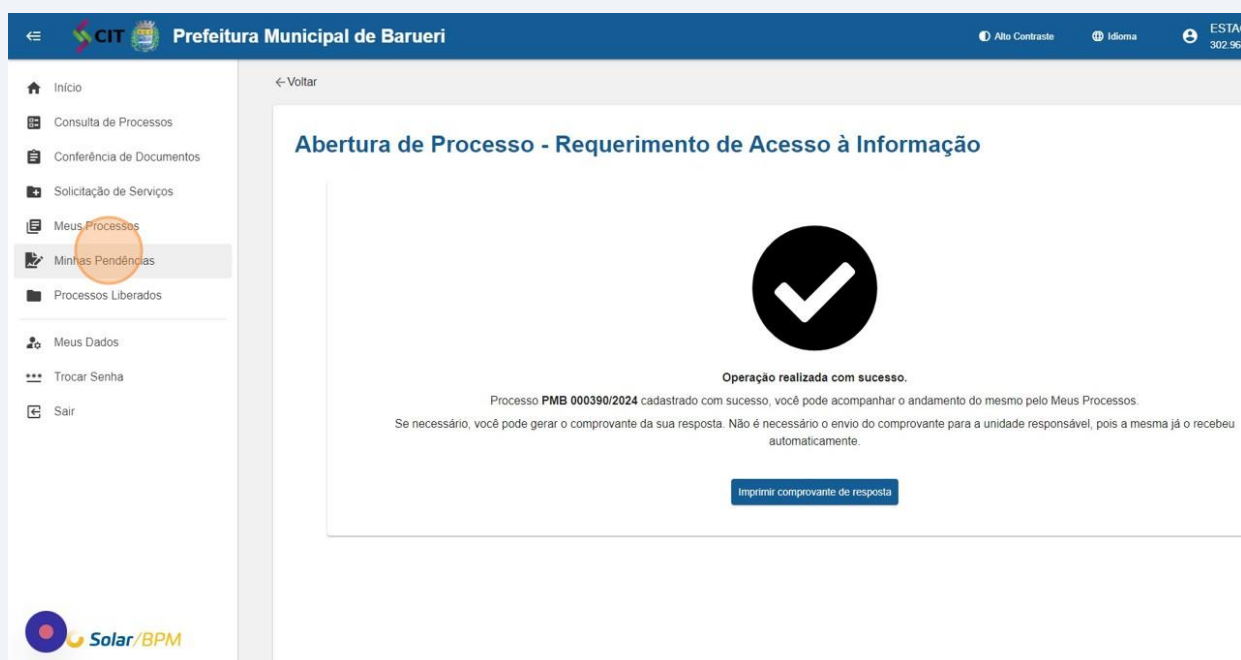 CIT
Prefeitura Municipal de Barueri
Alto Contraste
Idioma
302.96
←Voltar
Início
Consulta de Processos
Conferência de Documentos
Solicitação de Serviços
Meus Processos
Minhas Pendências
Processos Liberados
Meus Dados
Trocar Senha
Sair
Abertura de Processo - Requerimento de Acesso à Informação
Operação realizada com sucesso.
Processo PMB 000390/2024 cadastrado com sucesso, você pode acompanhar o andamento do mesmo pelo Meus Processos.
Se necessário, você pode gerar o comprovante da sua resposta. Não é necessário o envio do comprovante para a unidade responsável, pois a mesma já o recebeu
automaticamente.
Imprimir comprovante de resposta
Solar/BPM